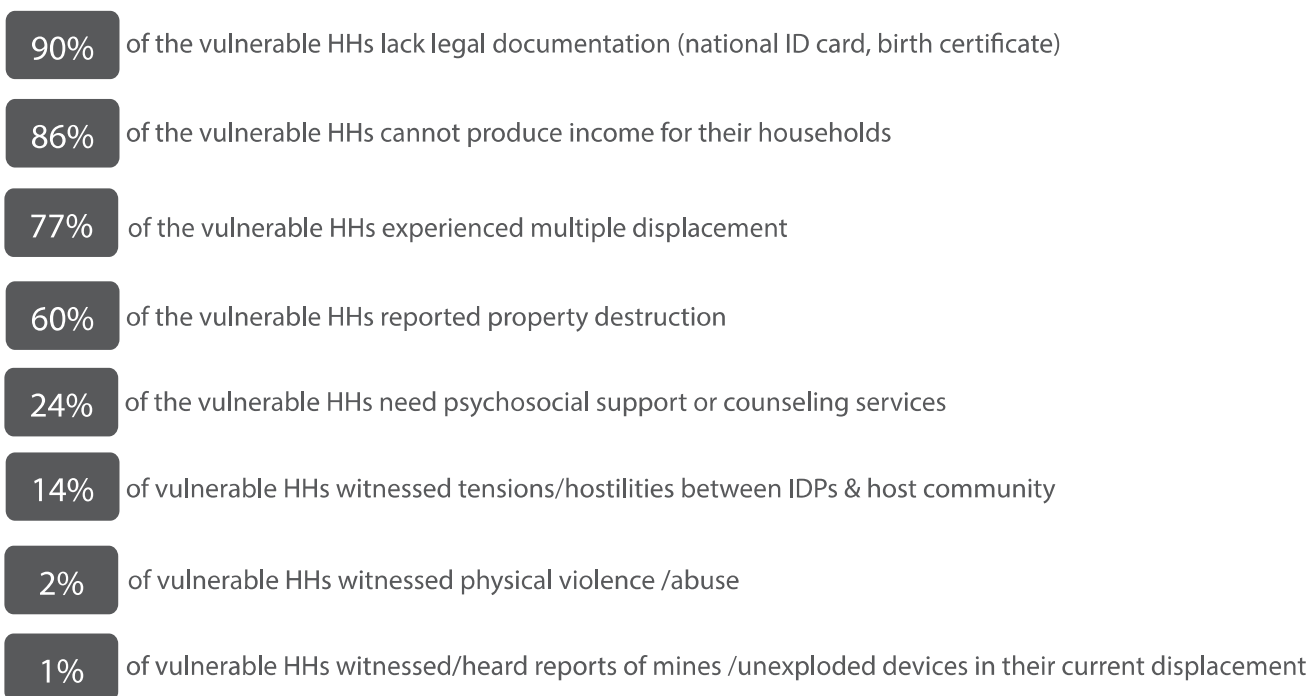 90% of the vulnerable HHs lack legal documentation (national ID card, birth certificate)
86% of the vulnerable HHs cannot produce income for their households
77% of the vulnerable HHs experienced multiple displacement
60% of the vulnerable HHs reported property destruction
24% of the vulnerable HHs need psychosocial support or counseling services
14% of vulnerable HHs witnessed tensions/hostilities between IDPs & host community
2% of vulnerable HHs witnessed physical violence /abuse
1% of vulnerable HHs witnessed/heard reports of mines /unexploded devices in their current displacement